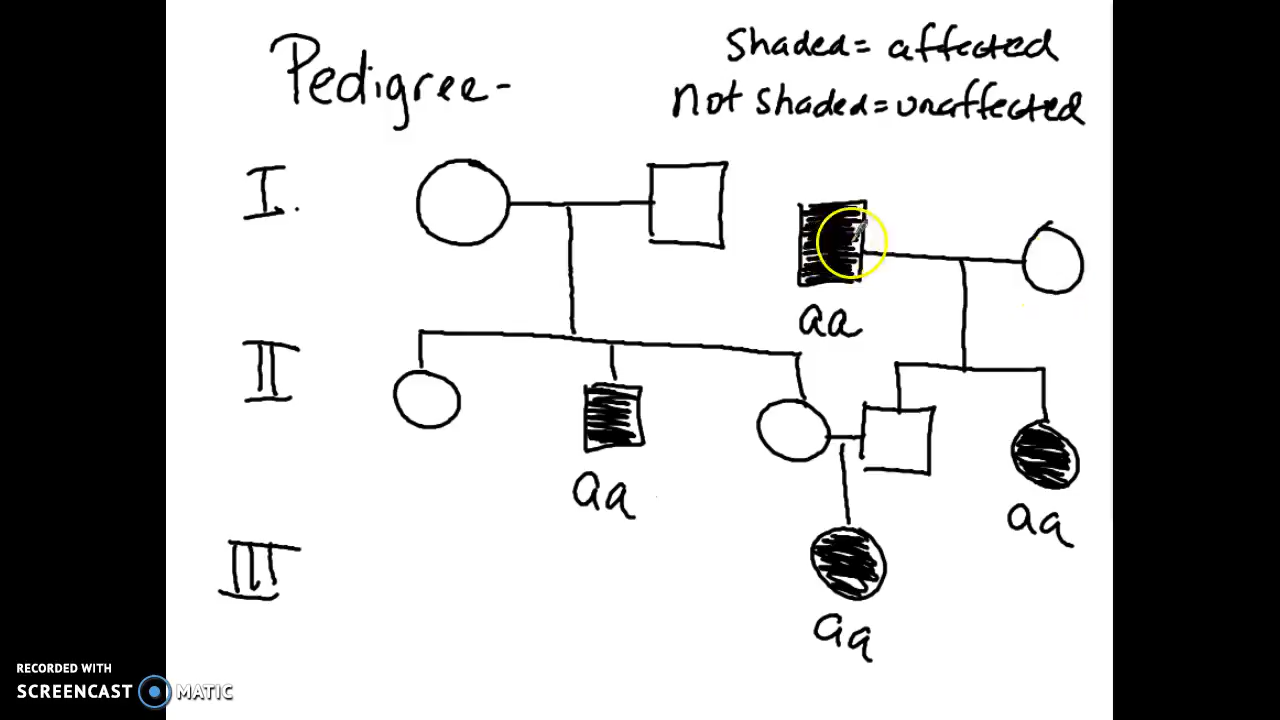 Pedigree-
Shaded= affected
not shaded=unaffected
I.
aa
II
aa
aa
III
aa
RECORDED WITH
SCREENCAST MATIC